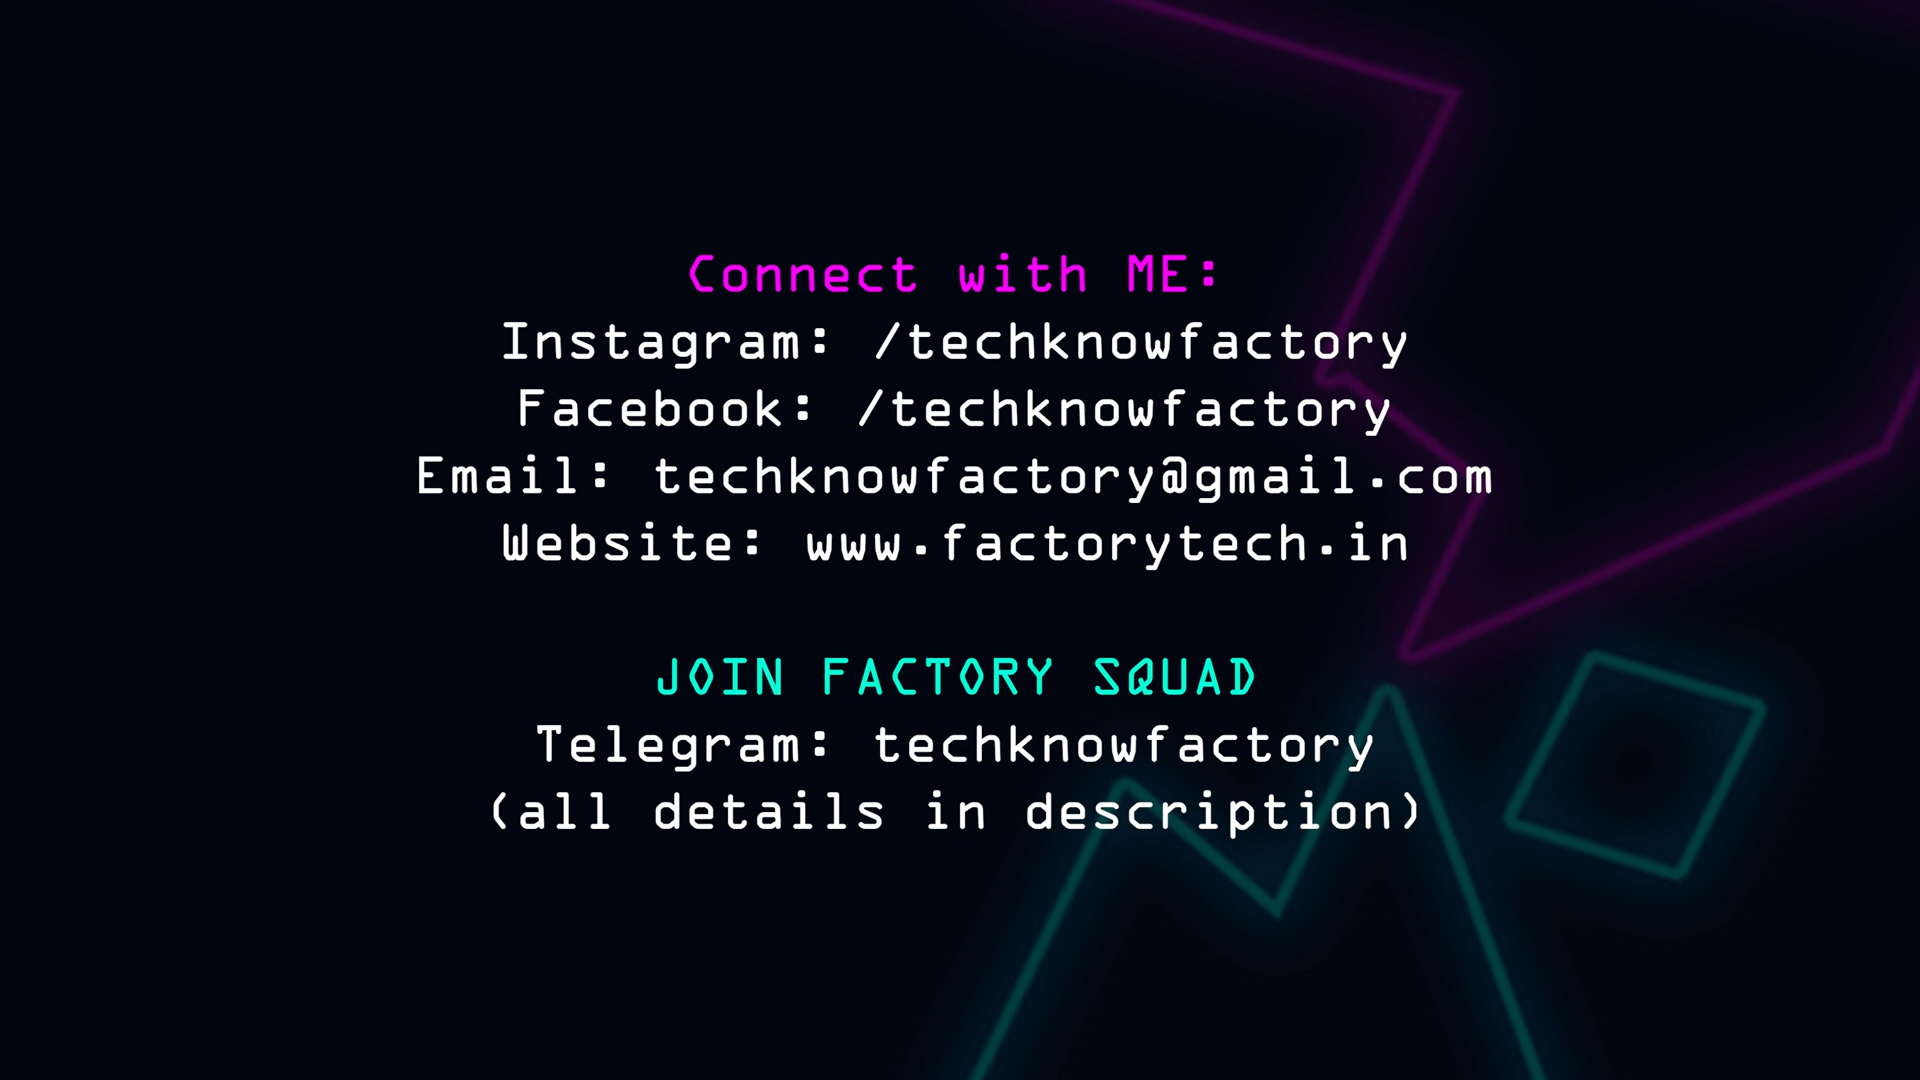 Connect with ME:
Instagram: /techknowfactory
Facebook: /techknowfactory
Email: techknowfactory@gmail.com
Website: www.factorytech.in
JOIN FACTORY SQUAD
Telegram: techknowfactory
(all details in description)